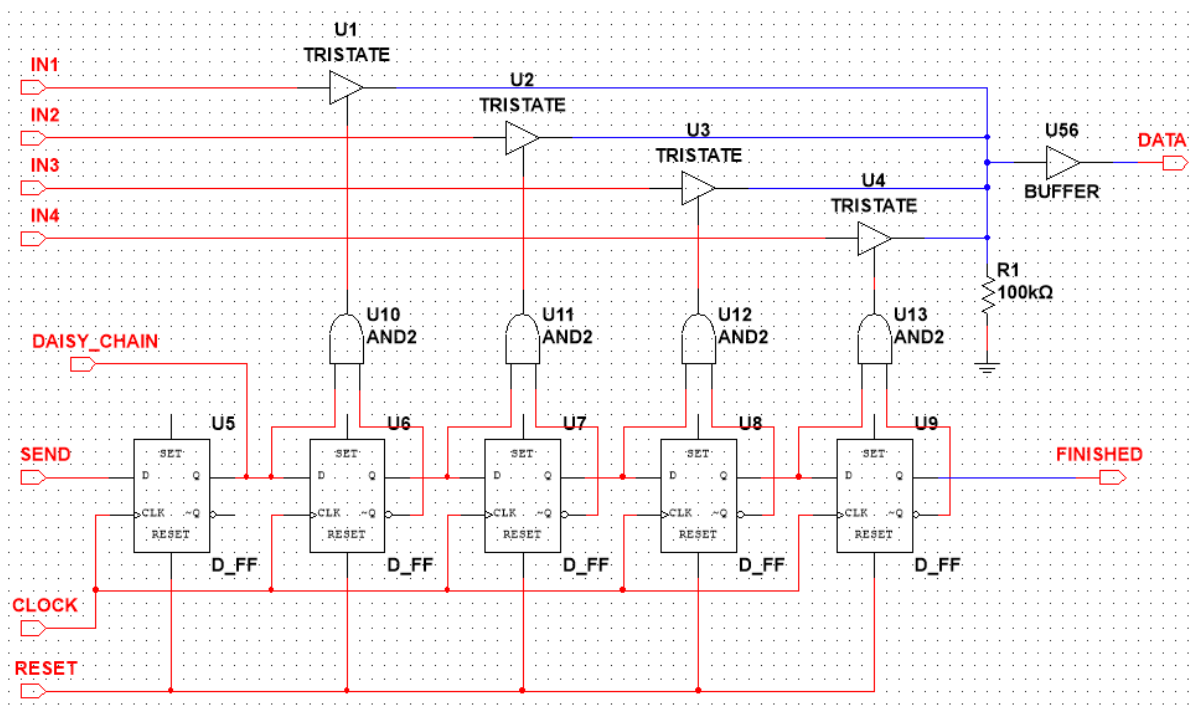 U1
TRISTATE
IN1
U2
TRISTATE
IN2
U3
TRISTATE
U56
DATA
IN3
U4
TRISTATE
BUFFER
IN4
R1
100kΩ
U10
AND2
U11
AND2
U12
AND2
U13
AND2
DAISY_CHAIN
U5
U6
U7
U8
U9
SEND
SET
D Q
CLK ~Q
RESET
SET
D Q
CLK ~Q
RESET
SET
D Q
CLK ~Q
RESET
SET
D Q
CLK ~Q
RESET
SET
D Q
CLK ~Q
RESET
FINISHED
D_FF
D_FF
D_FF
D_FF
D_FF
CLOCK
RESET